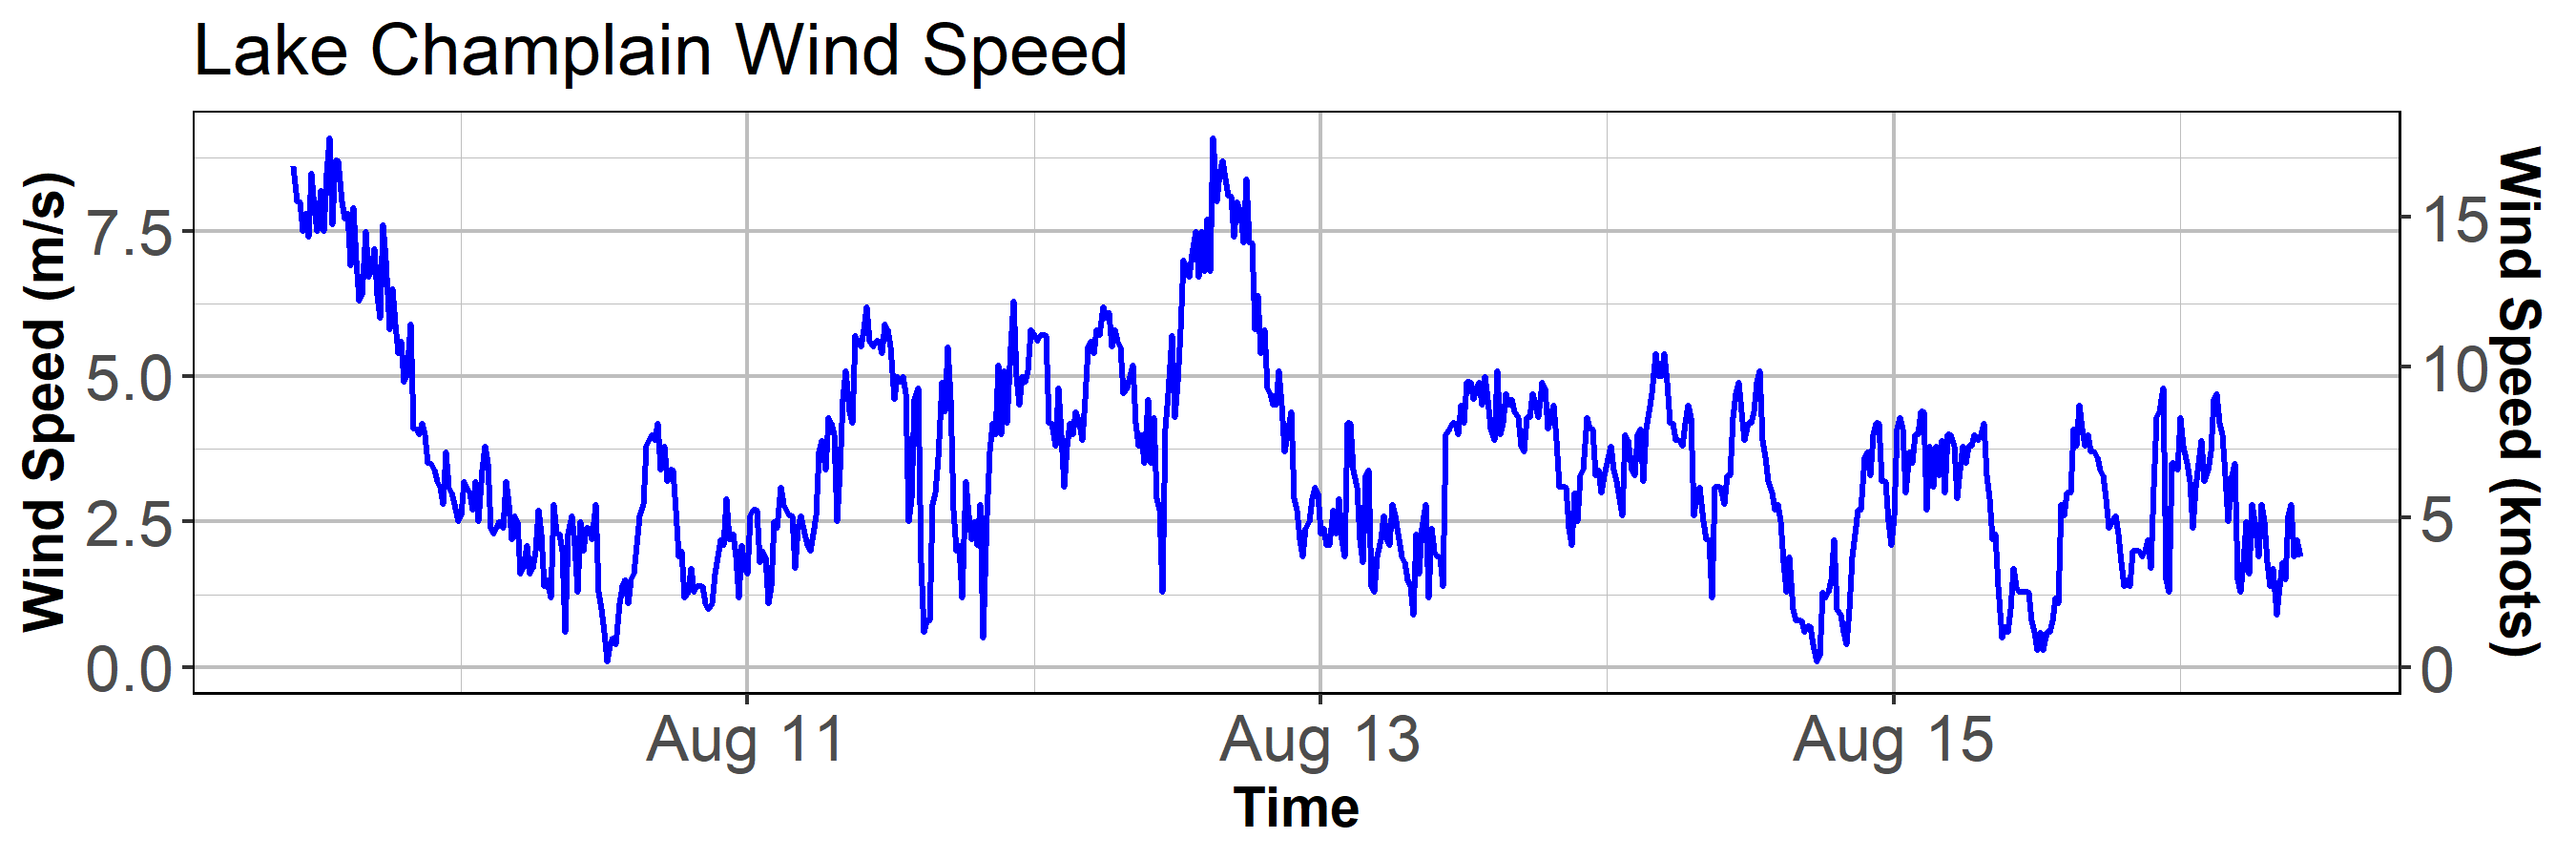 Lake Champlain Wind Speed
Wind Speed (m/s)
7.5
5.0
2.5
0.0
15
10
5
0
Wind Speed (knots)
Aug 11
Aug 13
Aug 15
Time